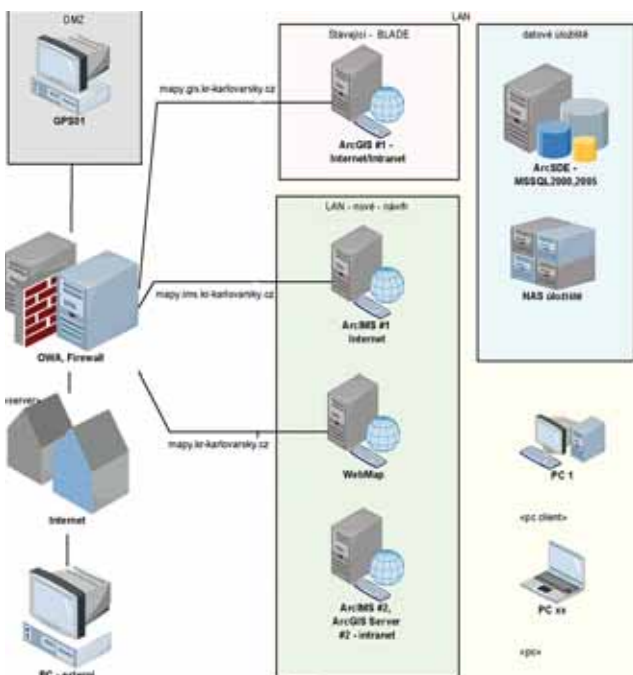 DMZ
GPS01
mapy.gis.kr-karlovarsky.cz
Stávající - BLADE
ArcGIS #1 -
Internet/Intranet
LAN
datové úložiště
ArcSDE -
MSSQL2000,2005
NAS úložiště
LAN - nové - návrh
mapy.ims.kr-karlovarsky.cz
ArcIMS #1
Internet
OWA, Firewall
«server»
mapy.kr-karlovarsky.cz
WebMap
Internet
PC 1
«pc client»
ArcIMS #2,
ArcGIS Server
#2 - intranet
PC xx
«pc»
PC - externí